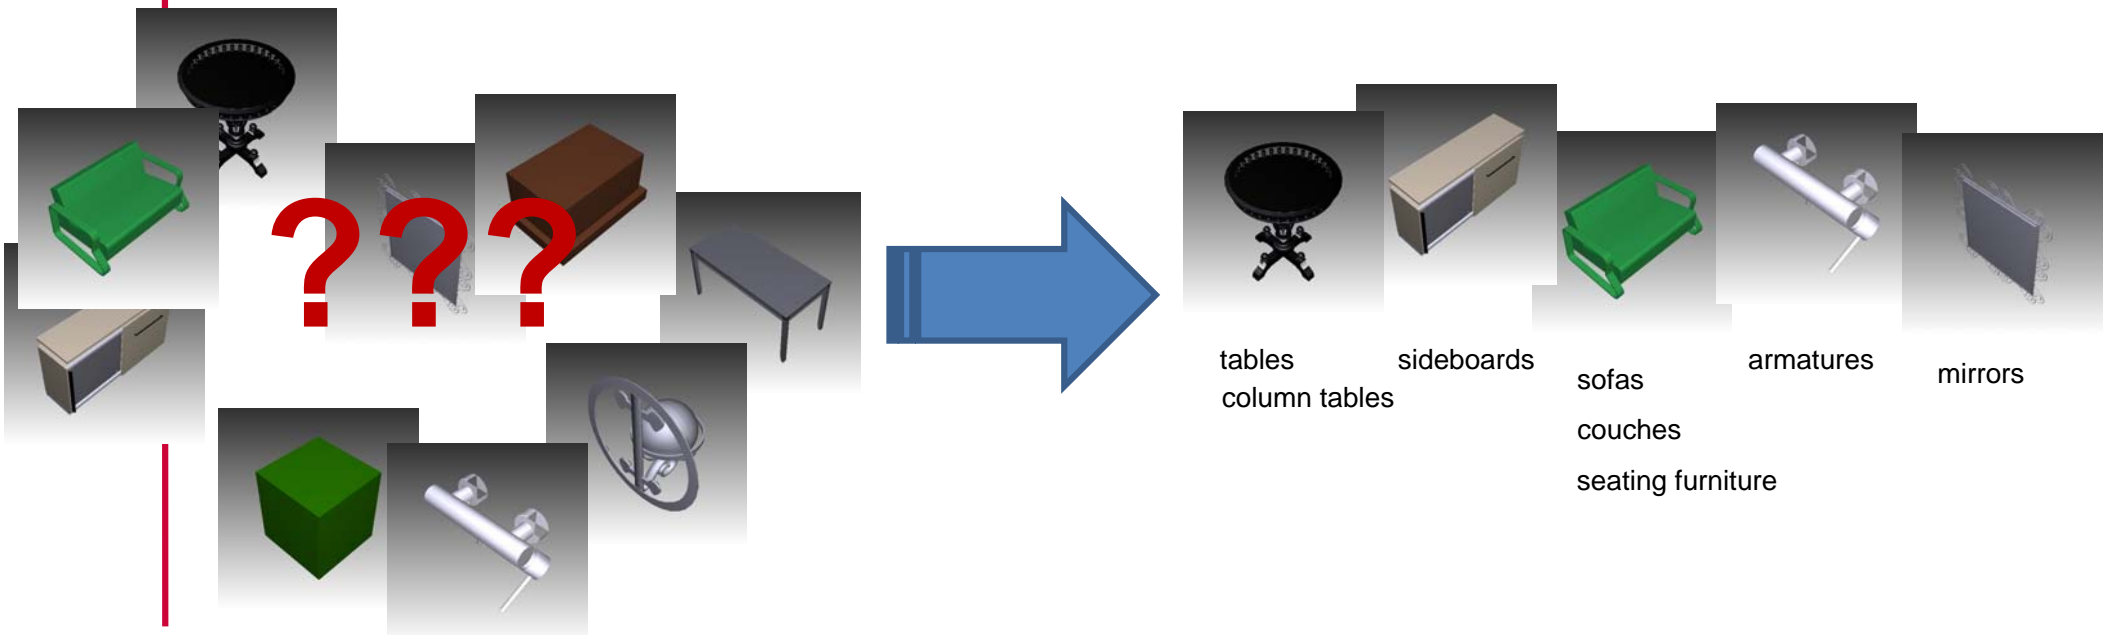 ???
tables
column tables
sideboards
sofas
couches
seating furniture
armatures
mirrors